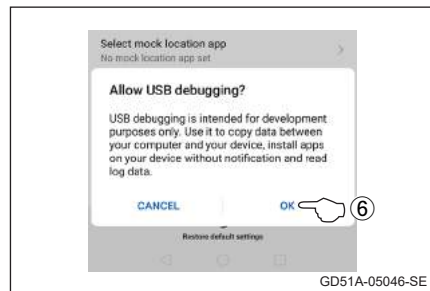 Select mock location app
No mock location app set
Allow USB debugging?
USB debugging is intended for development
purposes only. Use it to copy data between
your computer and your device, install apps
on your device without notification and read
log data.
CANCEL
OK
⑥
Restore default settings
GD51A-05046-SE